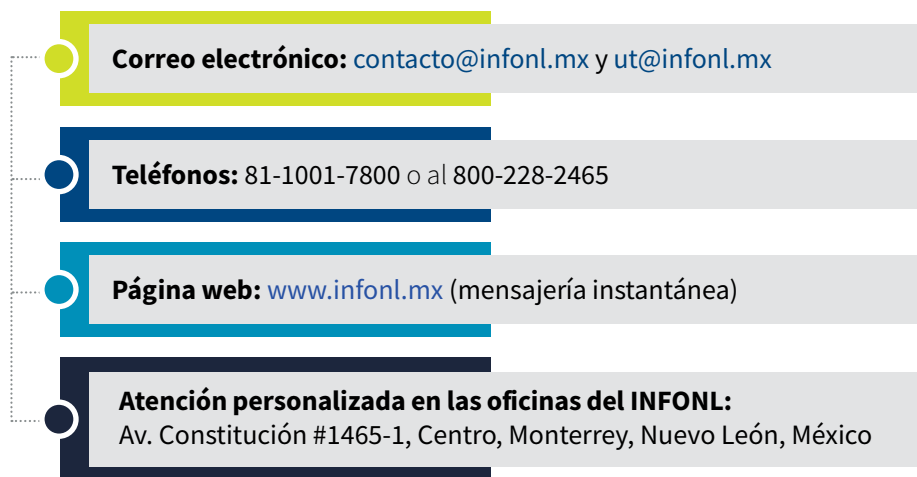 Correo electrónico: contacto@infonl.mx y ut@infonl.mx
Teléfonos: 81-1001-7800 o al 800-228-2465
Página web: www.infonl.mx (mensajería instantánea)
Atención personalizada en las oficinas del INFONL:
Av. Constitución #1465-1, Centro, Monterrey, Nuevo León, México